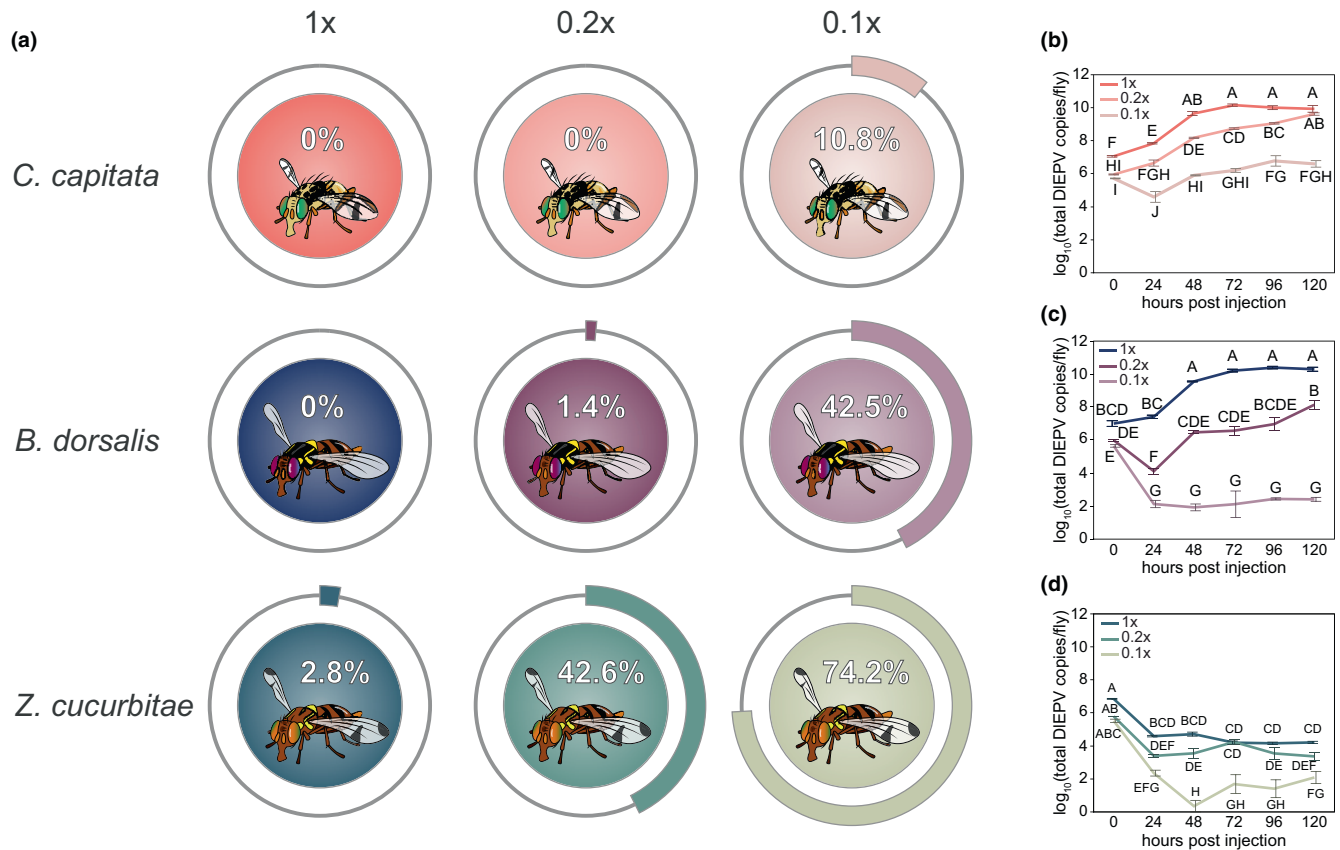 (a)
1x 0.2x 0.1x
C. capitata
0% 0% 10.8%
B. dorsalis
0% 1.4% 42.5%
Z. cucurbitae
2.8% 42.6% 74.2%
(b)
log10(total DIEPV copies/fly)
12
10
8
6
4
2
0
1x
0.2x
0.1x
F E AB A A A
HI FGH DE CD BC AB
I J HI GHI FG FGH
0 24 48 72 96 120
hours post injection
(c)
log10(total DIEPV copies/fly)
12
10
8
6
4
2
0
1x
0.2x
0.1x
BCD BC A A A A
DE F CDE CDE BCDE B
E G G G G G
0 24 48 72 96 120
hours post injection
(d)
log10(total DIEPV copies/fly)
12
10
8
6
4
2
0
1x
0.2x
0.1x
A BCD BCD CD CD CD
AB DEF DE CD DE DEF
ABC EFG H GH GH FG
0 24 48 72 96 120
hours post injection